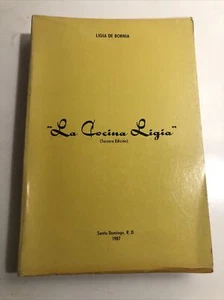 LIGIA DE BORNIA
"La Cocina Ligia"
(Tercera Edición)
Santo Domingo, R. D.
1987